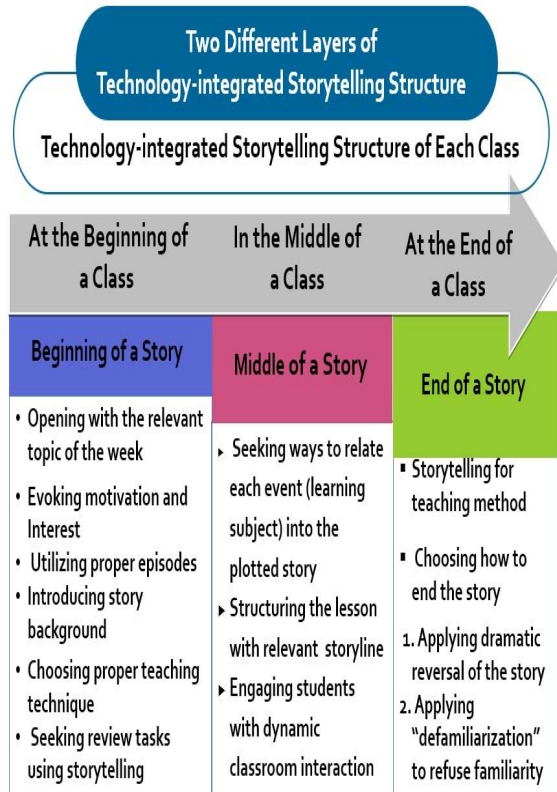 Two Different Layers of
Technology-integrated Storytelling Structure
Technology-integrated Storytelling Structure of Each Class
At the Beginning of
a Class
In the Middle of
a Class
At the End of
a Class
Beginning of a Story
• Opening with the relevant
topic of the week
• Evoking motivation and
Interest
• Utilizing proper episodes
• Introducing story
background
• Choosing proper teaching
technique
• Seeking review tasks
using storytelling
Middle of a Story
▸ Seeking ways to relate
each event (learning
subject) into the
plotted story
▸ Structuring the lesson
with relevant storyline
▸ Engaging students
with dynamic
classroom interaction
End of a Story
▪ Storytelling for
teaching method
▪ Choosing how to
end the story
1. Applying dramatic
reversal of the story
2. Applying
“defamiliarization”
to refuse familiarity